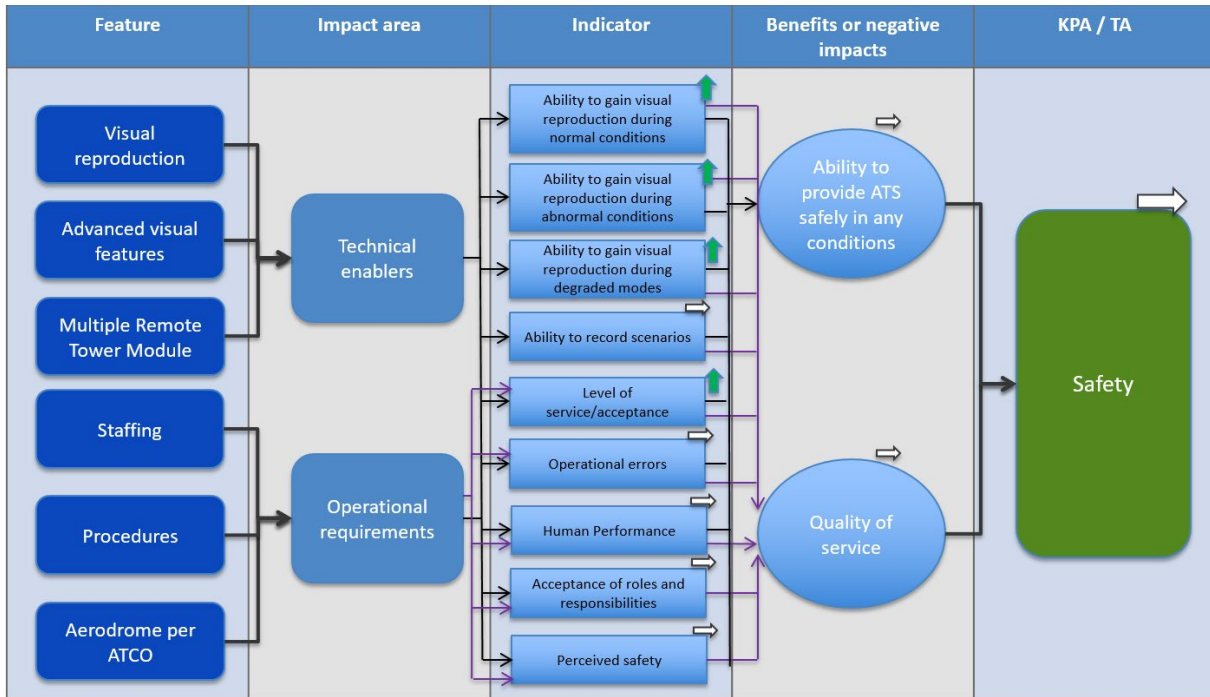 Feature
Impact area
Indicator
Benefits or negative
impacts
KPA / TA
Visual
reproduction
Advanced visual
features
Multiple Remote
Tower Module
Staffing
Procedures
Aerodrome per
ATCO
Technical
enablers
Operational
requirements
Ability to gain visual
reproduction during
normal conditions
Ability to gain visual
reproduction during
abnormal conditions
Ability to gain visual
reproduction during
degraded modes
Ability to record scenarios
Level of
service/acceptance
Operational errors
Human Performance
Acceptance of roles and
responsibilities
Perceived safety
Ability to
provide ATS
safely in any
conditions
Quality of
service
Safety